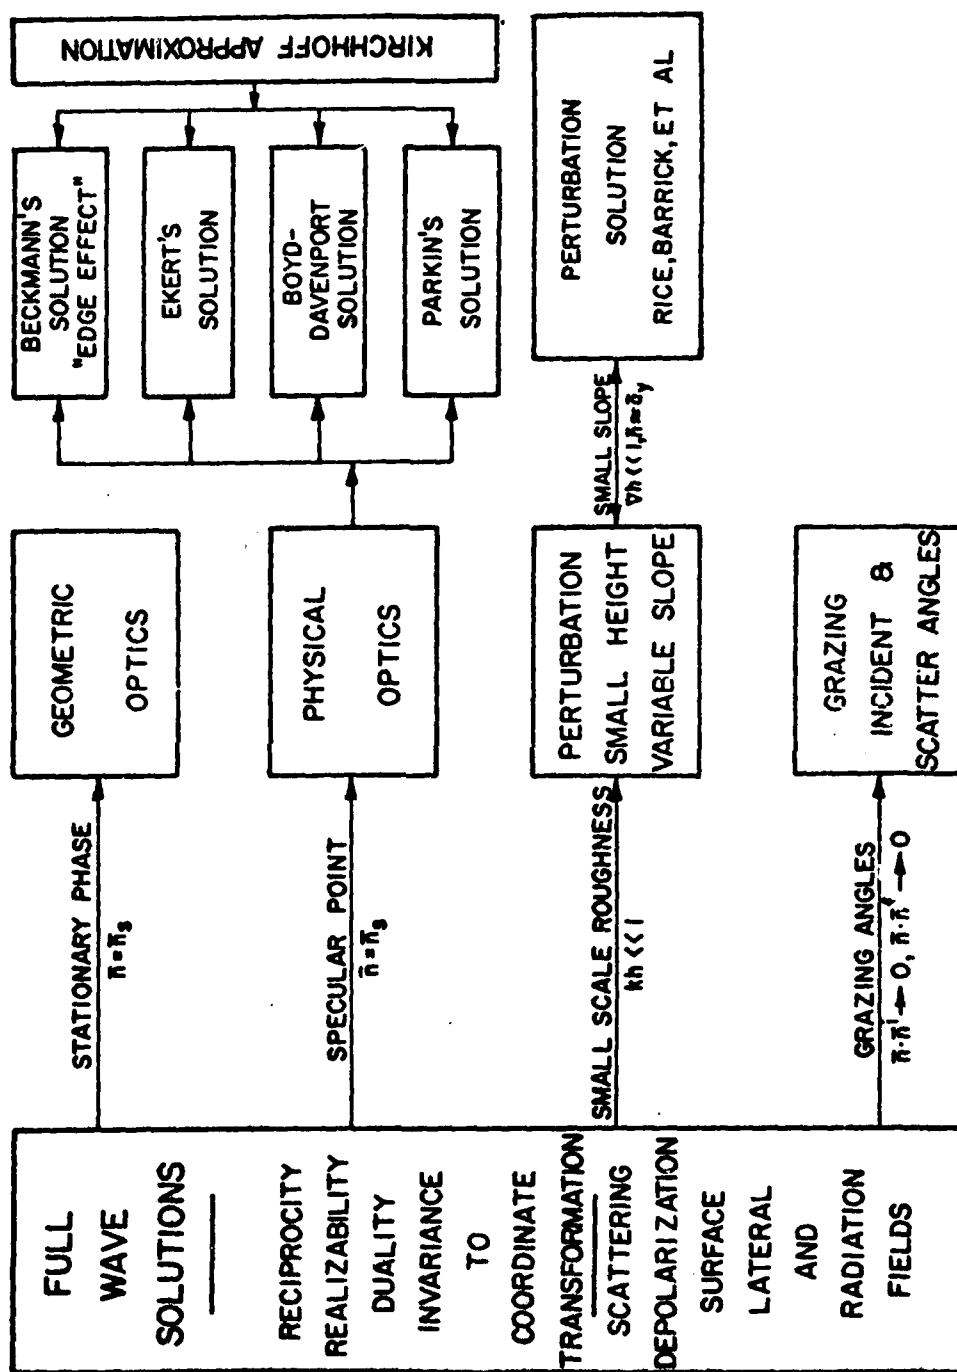 FULL
WAVE
SOLUTIONS
RECIPROCITY
REALIZABILITY
DUALITY
INVARIANCE
TO
COORDINATE
TRANSFORMATION
SCATTERING
DEPOLARIZATION
SURFACE
LATERAL
AND
RADIATION
FIELDS
STATIONARY PHASE
n̄=n̄s
GEOMETRIC
OPTICS
SPECULAR POINT
n̄=n̄s
PHYSICAL
OPTICS
BECKMANN'S
SOLUTION
"EDGE EFFECT"
EKERT'S
SOLUTION
BOYD-
DAVENPORT
SOLUTION
PARKIN'S
SOLUTION
KIRCHHOFF APPROXIMATION
SMALL SCALE ROUGHNESS
kh<<1
PERTURBATION
SMALL HEIGHT
VARIABLE SLOPE
SMALL SLOPE
∇h<<1, n̄≈āy
PERTURBATION
SOLUTION
RICE, BARRICK, ET AL
GRAZING ANGLES
GRAZING
INCIDENT &
SCATTER ANGLES